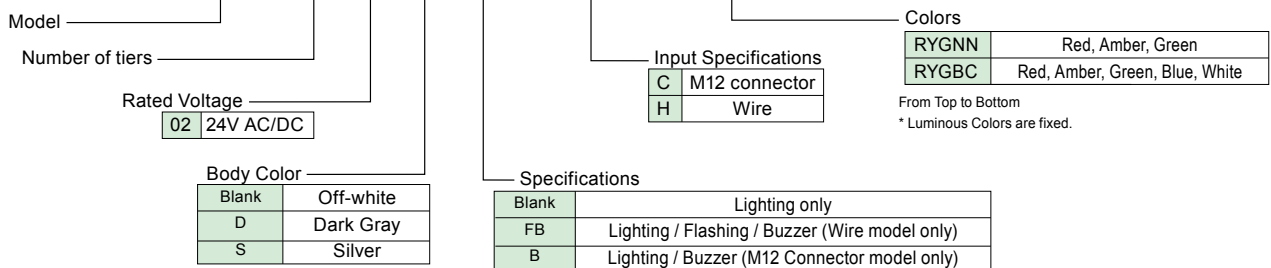 Model
Number of tiers
Rated Voltage
02 24V AC/DC
Body Color
Blank Off-white
D Dark Gray
S Silver
Specifications
Blank Lighting only
FB Lighting / Flashing / Buzzer (Wire model only)
B Lighting / Buzzer (M12 Connector model only)
Input Specifications
C M12 connector
H Wire
Colors
RYGNN Red, Amber, Green
RYGBC Red, Amber, Green, Blue, White
From Top to Bottom
* Luminous Colors are fixed.